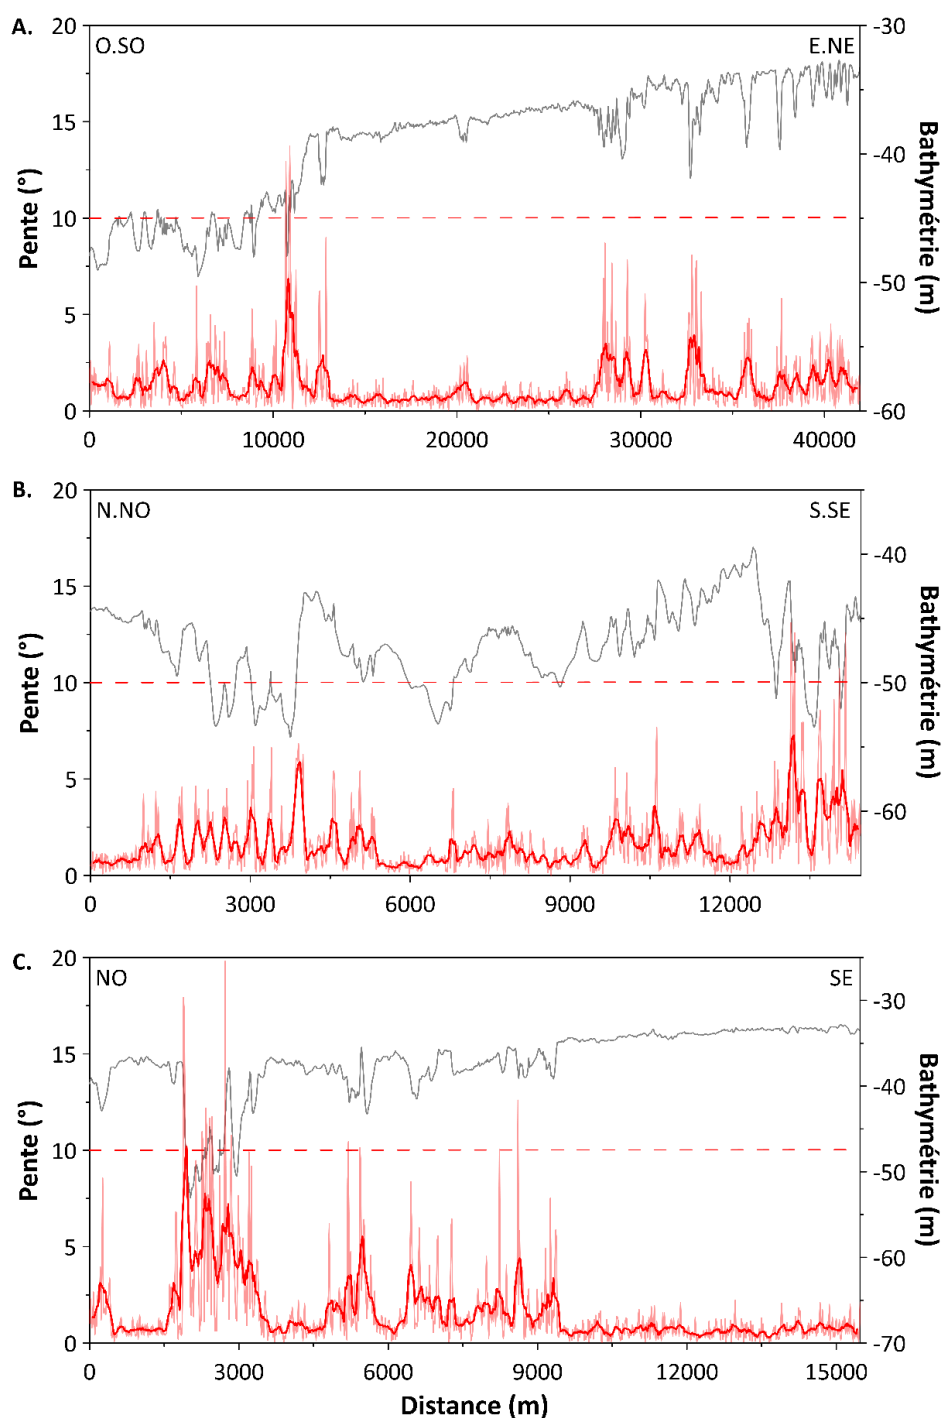 A.
O.SO E.NE
20 -30
15 -40
10
5 -50
0 -60
Pente (°)
Bathymétrie (m)
0 10000 20000 30000 40000
B.
N.NO S.SE
20
15 -40
10 -50
5 -60
0
Pente (°)
Bathymétrie (m)
0 3000 6000 9000 12000
C.
NO SE
20 -30
15 -40
10 -50
5 -60
0 -70
Pente (°)
Bathymétrie (m)
0 3000 6000 9000 12000 15000
Distance (m)